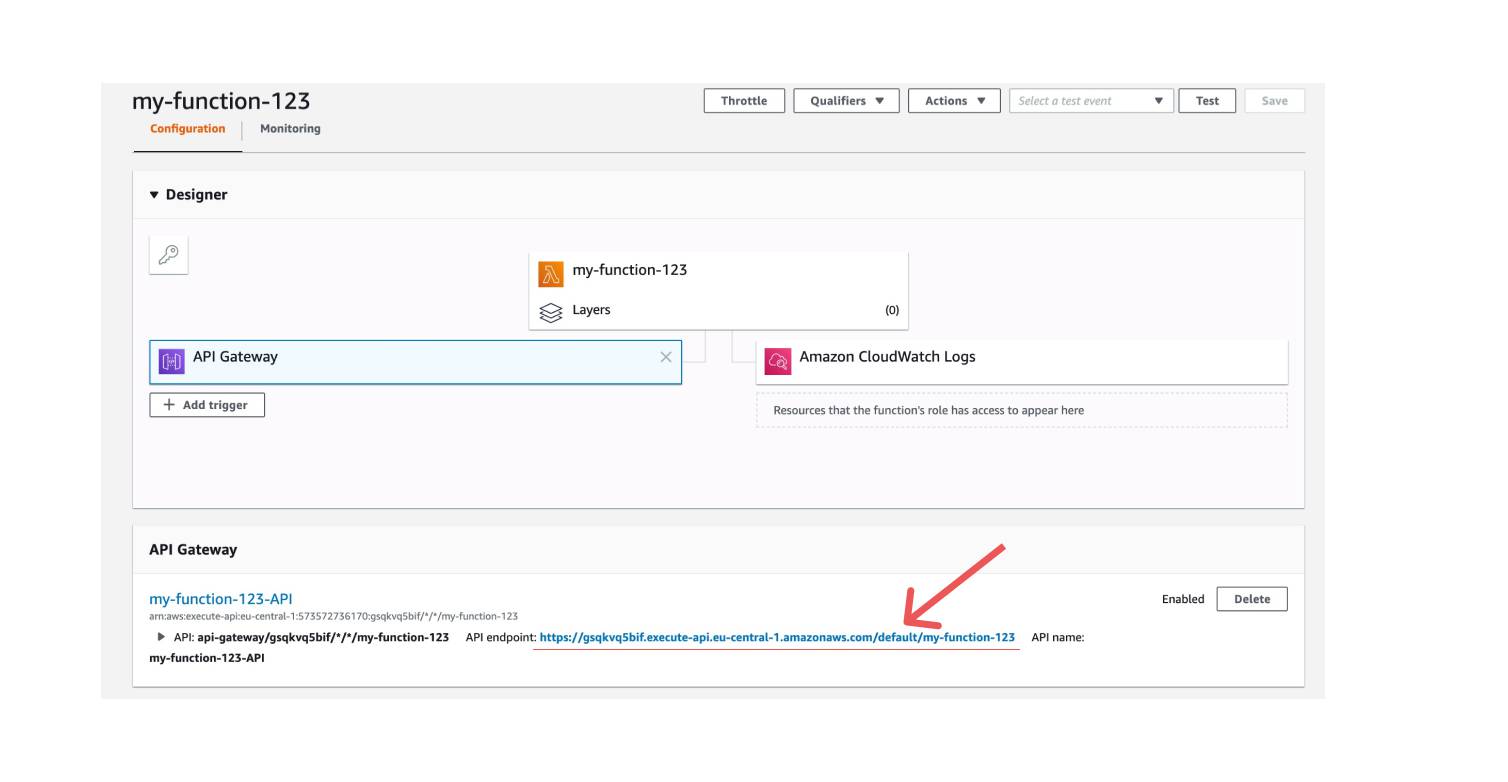 my-function-123
Throttle
Qualifiers
Actions
Select a test event
Test
Save
Configuration
Monitoring
Designer
my-function-123
Layers
(0)
API Gateway
Amazon CloudWatch Logs
Add trigger
Resources that the function's role has access to appear here
API Gateway
my-function-123-API
Enabled
Delete
arn:aws:execute-api:eu-central-1:573572736170:gsqkvq5bif/*/*/my-function-123
API: api-gateway/gsqkvq5bif/*/*/my-function-123 API endpoint: https://gsqkvq5bif.execute-api.eu-central-1.amazonaws.com/default/my-function-123 API name:
my-function-123-API